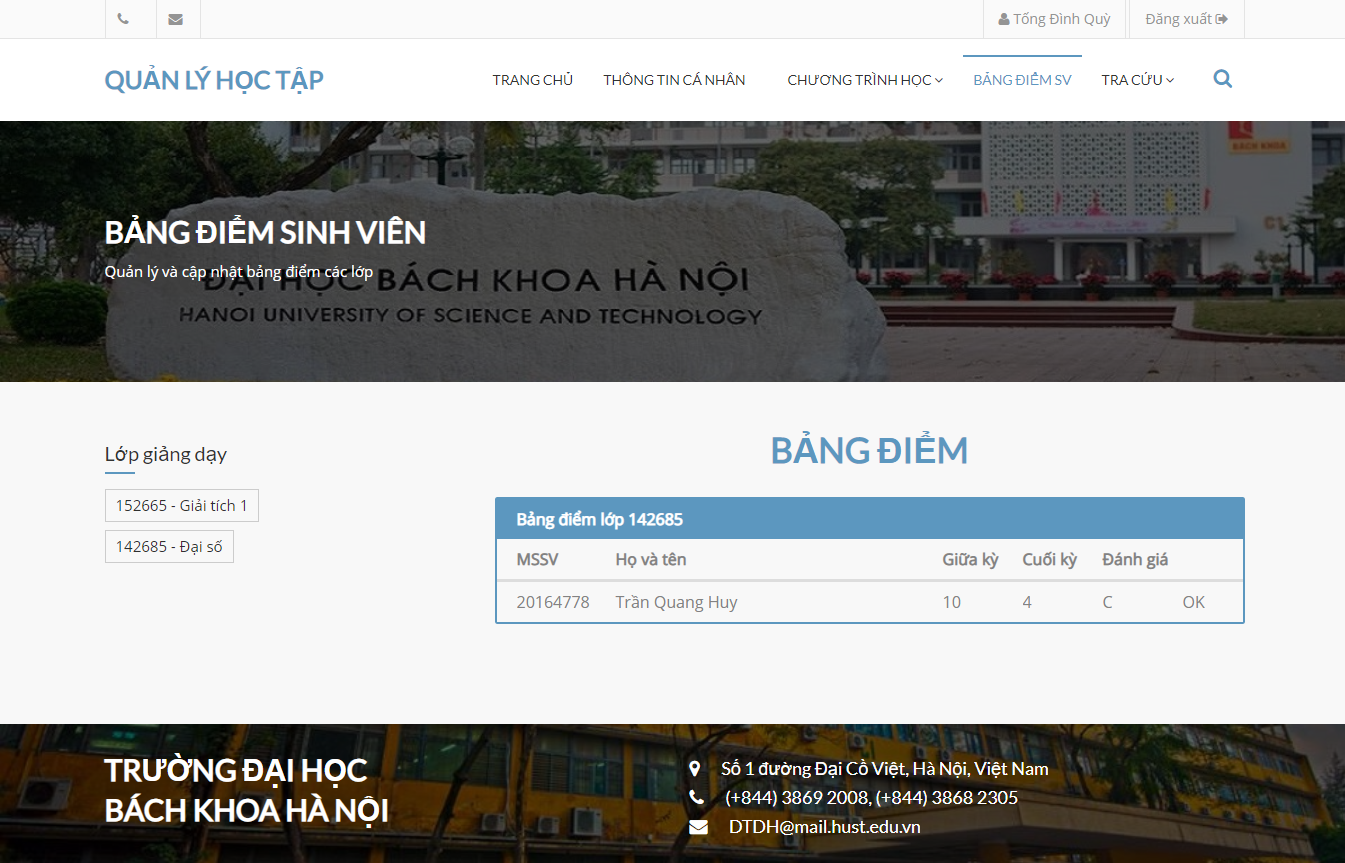 Tống Đình Quỳ Đăng xuất
QUẢN LÝ HỌC TẬP TRANG CHỦ THÔNG TIN CÁ NHÂN CHƯƠNG TRÌNH HỌC BẢNG ĐIỂM SV TRA CỨU
BÁCH KHOA
C1
BẢNG ĐIỂM SINH VIÊN
Quản lý và cập nhật bảng điểm các lớp
ĐẠI HỌC BÁCH KHOA HÀ NỘI
HANOI UNIVERSITY OF SCIENCE AND TECHNOLOGY
Lớp giảng dạy
152665 - Giải tích 1
142685 - Đại số
BẢNG ĐIỂM
Bảng điểm lớp 142685
MSSV Họ và tên Giữa kỳ Cuối kỳ Đánh giá
20164778 Trần Quang Huy 10 4 C OK
TRƯỜNG ĐẠI HỌC
BÁCH KHOA HÀ NỘI
Số 1 đường Đại Cồ Việt, Hà Nội, Việt Nam
(+844) 3869 2008, (+844) 3868 2305
DTDH@mail.hust.edu.vn